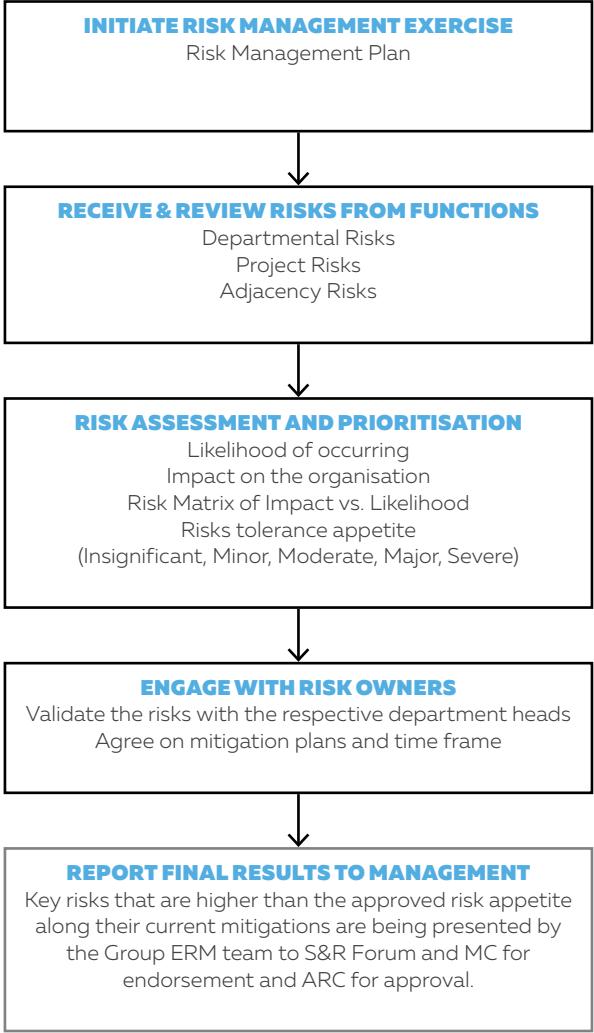 INITIATE RISK MANAGEMENT EXERCISE
Risk Management Plan
RECEIVE & REVIEW RISKS FROM FUNCTIONS
Departmental Risks
Project Risks
Adjacency Risks
RISK ASSESSMENT AND PRIORITISATION
Likelihood of occurring
Impact on the organisation
Risk Matrix of Impact vs. Likelihood
Risks tolerance appetite
(Insignificant, Minor, Moderate, Major, Severe)
ENGAGE WITH RISK OWNERS
Validate the risks with the respective department heads
Agree on mitigation plans and time frame
REPORT FINAL RESULTS TO MANAGEMENT
Key risks that are higher than the approved risk appetite
along their current mitigations are being presented by
the Group ERM team to S&R Forum and MC for
endorsement and ARC for approval.